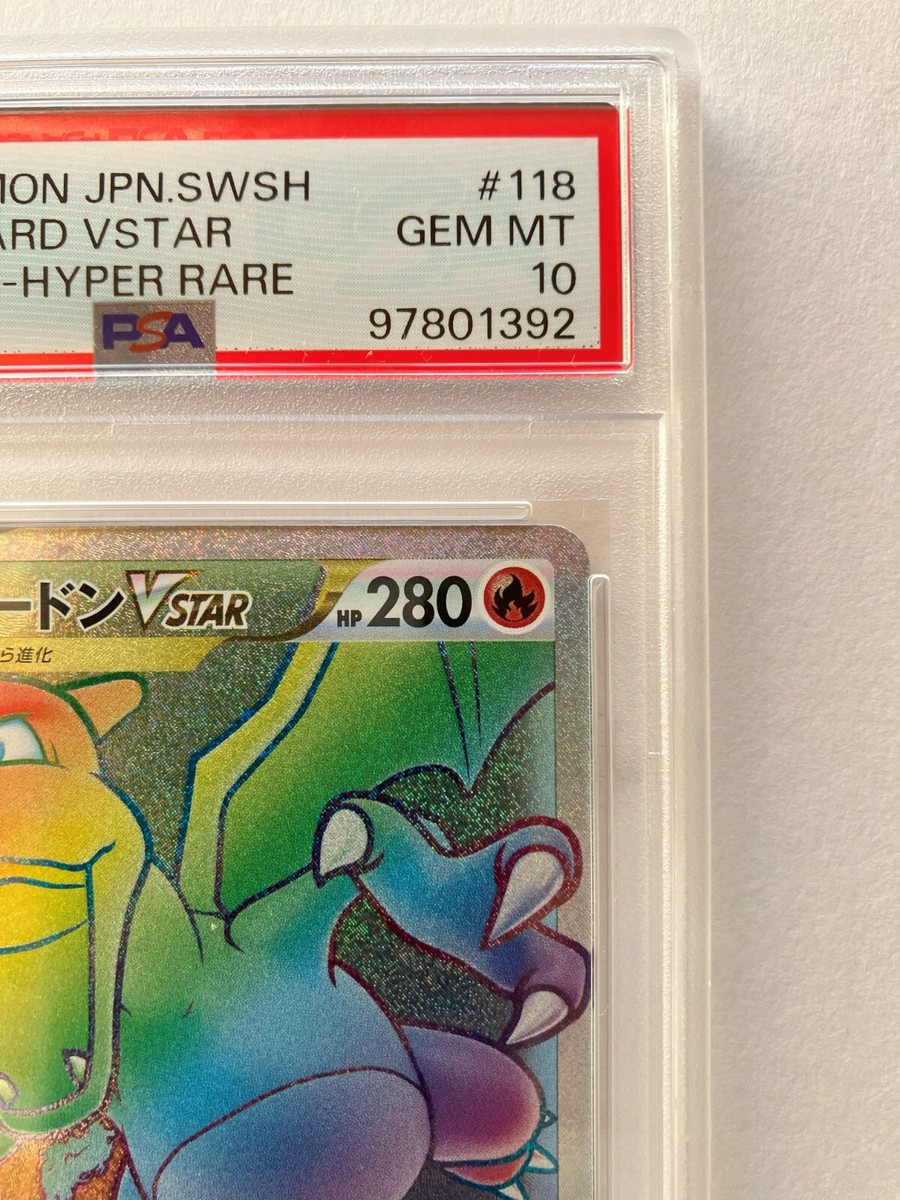 MON JPN.SWSH #118
ARD VSTAR GEM MT
-HYPER RARE 10
PSA 97801392
ードンVSTAR HP 280
ら進化